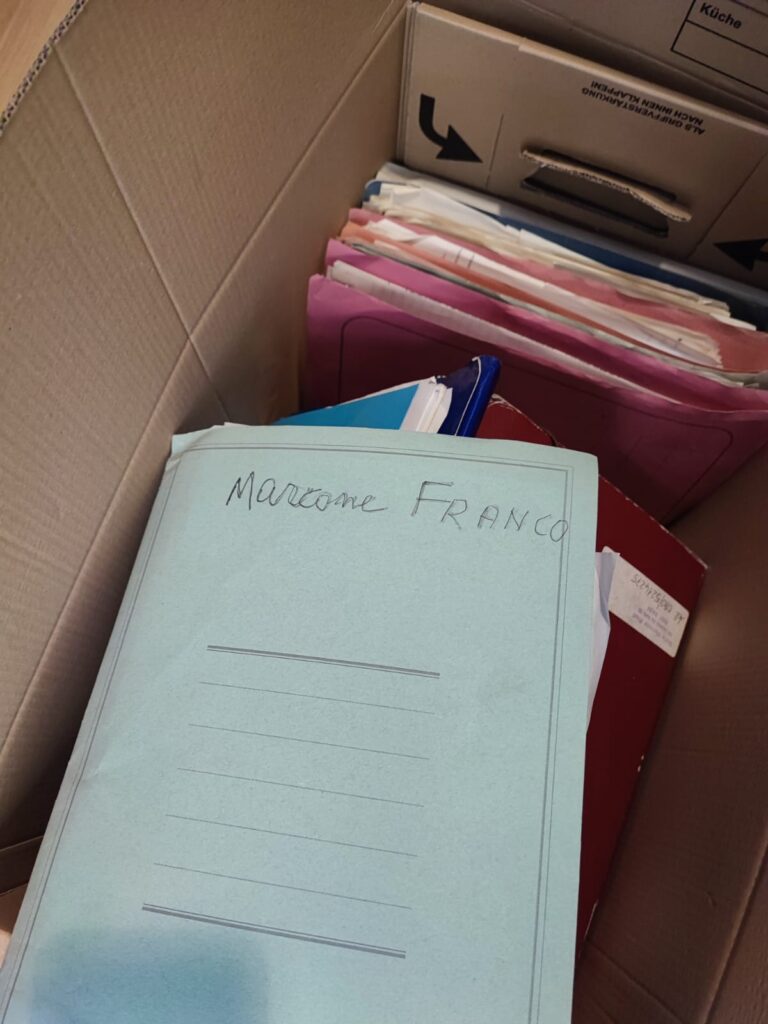 Küche
ALS GRIFFVERSTÄRKUNG
NACH INNEN KLAPPEN!
Marcone FRANCO